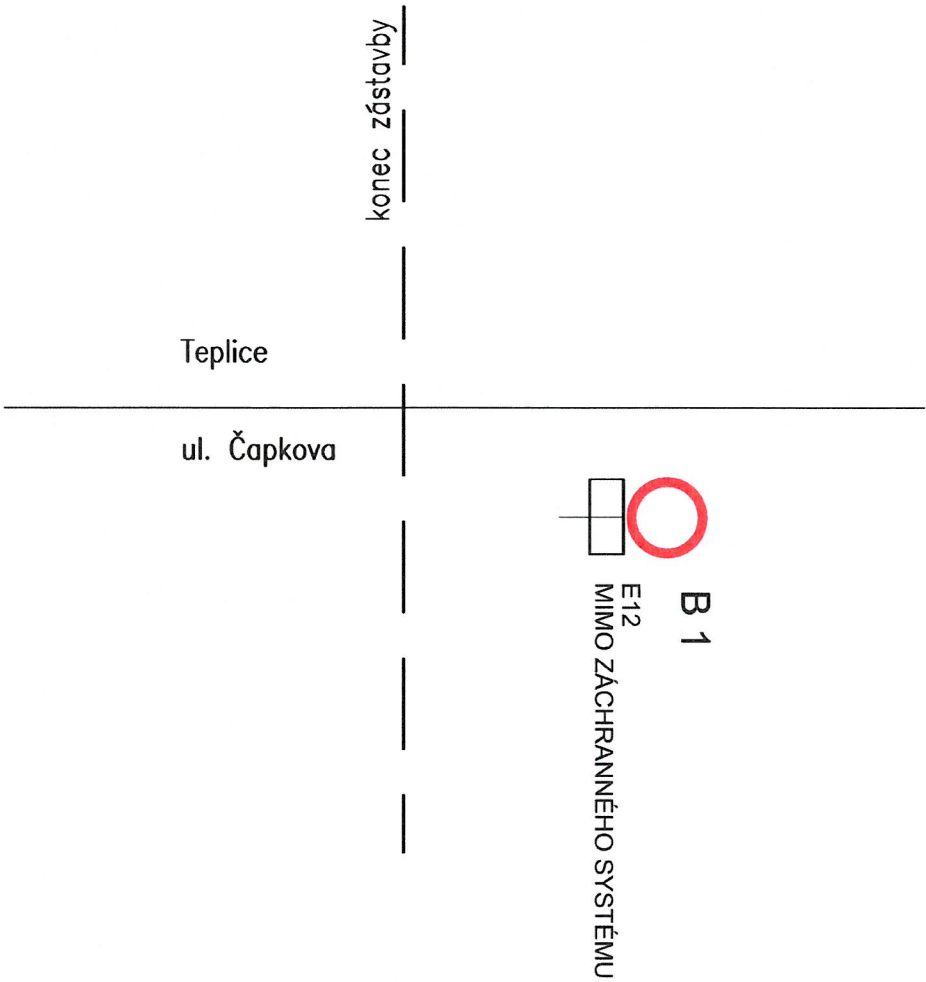 konec zástavby
Teplice
ul. Čapkova
B 1
E12
MIMO ZÁCHRANNÉHO SYSTÉMU